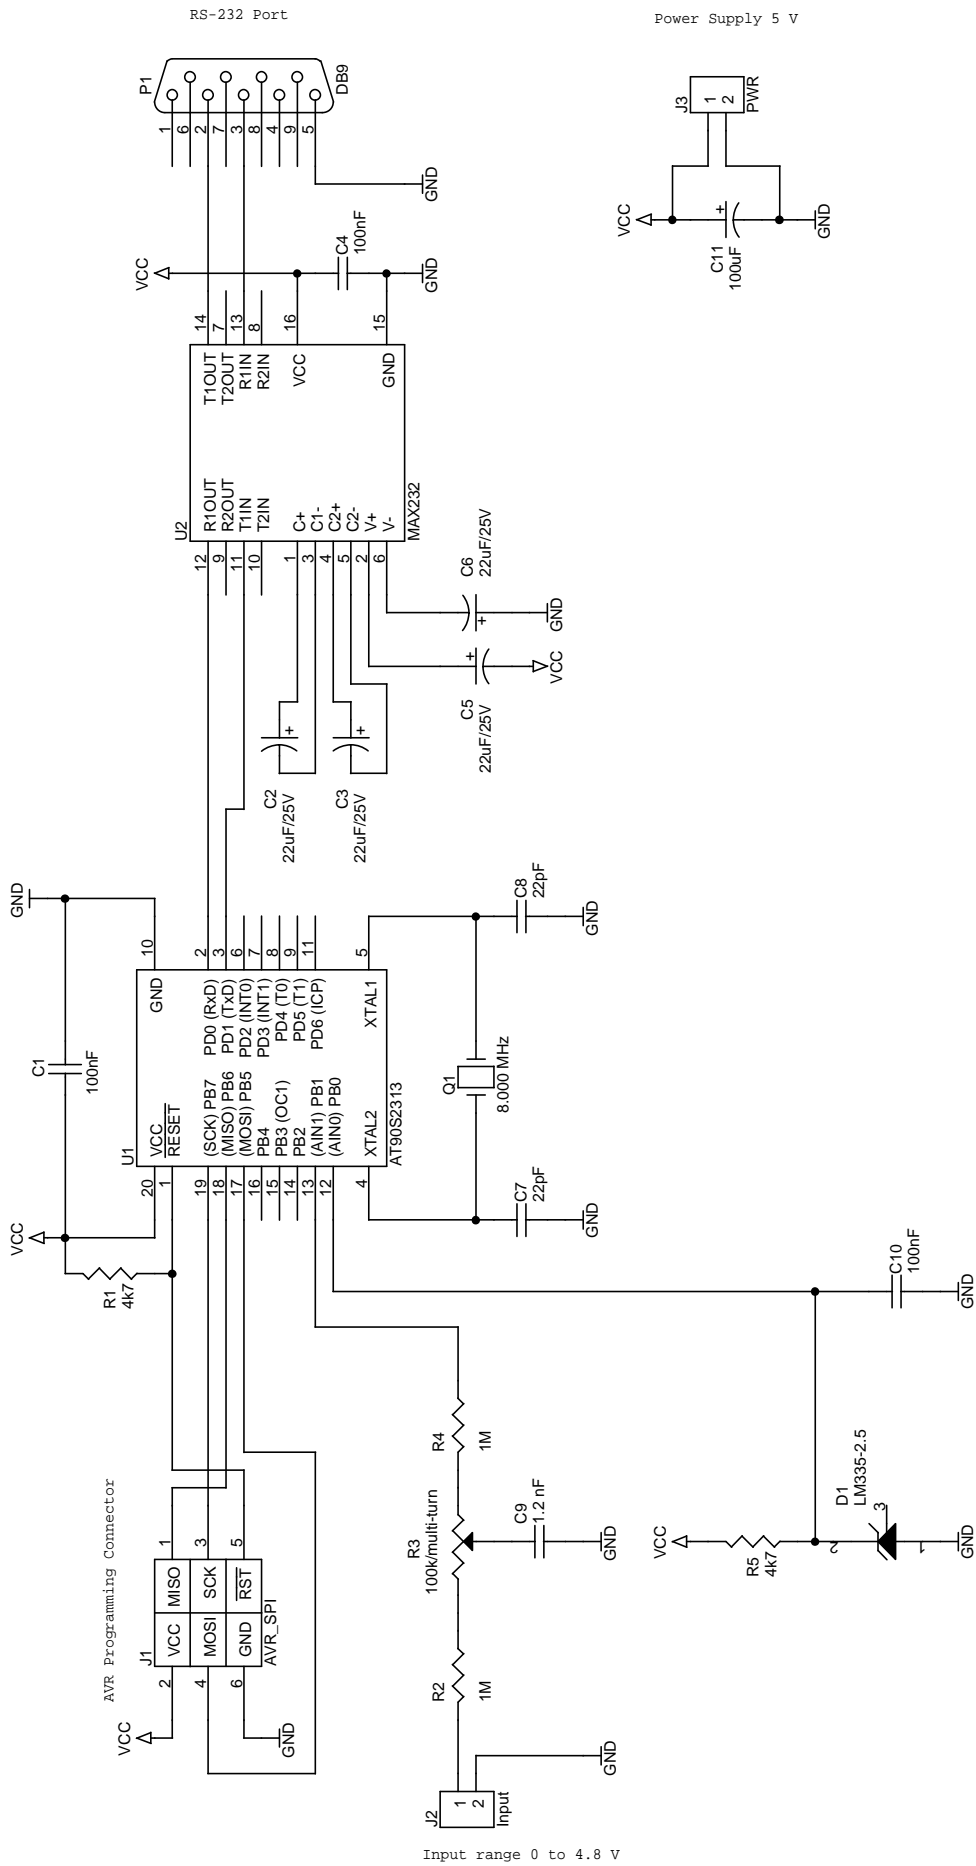 RS-232 Port
Power Supply 5 V
P1
DB9
1
6
2
7
3
8
4
9
5
GND
J3
1
2
PWR
VCC
C11
100uF
+
GND
VCC
C4
100nF
GND
14
7
13
8
16
15
T1OUT
T2OUT
R1IN
R2IN
VCC
GND
U2
R1OUT
R2OUT
T1IN
T2IN
C+
C1-
C2+
C2-
V+
V-
MAX232
12
9
11
10
1
3
4
5
2
6
C6
22uF/25V
+
GND
C5
22uF/25V
+
VCC
C2
22uF/25V
+
C3
22uF/25V
+
GND
C1
100nF
10
2
3
6
7
8
9
11
5
GND
PD0 (RxD)
PD1 (TxD)
PD2 (INT0)
PD3 (INT1)
PD4 (T0)
PD5 (T1)
PD6 (ICP)
XTAL1
U1
VCC
RESET
(SCK) PB7
(MISO) PB6
(MOSI) PB5
PB4
PB3 (OC1)
PB2
(AIN1) PB1
(AIN0) PB0
XTAL2
AT90S2313
20
1
19
18
17
16
15
14
13
12
4
C8
22pF
GND
Q1
8.000 MHz
C7
22pF
GND
VCC
R1
4k7
C10
100nF
GND
R4
1M
R3
100k/multi-turn
C9
1.2 nF
GND
R2
1M
VCC
R5
4k7
D1
LM335-2.5
3
2
1
GND
AVR Programming Connector
1
3
5
MISO
SCK
RST
J1
VCC
MOSI
GND
AVR_SPI
2
4
6
VCC
GND
J2
1
2
Input
GND
Input range 0 to 4.8 V